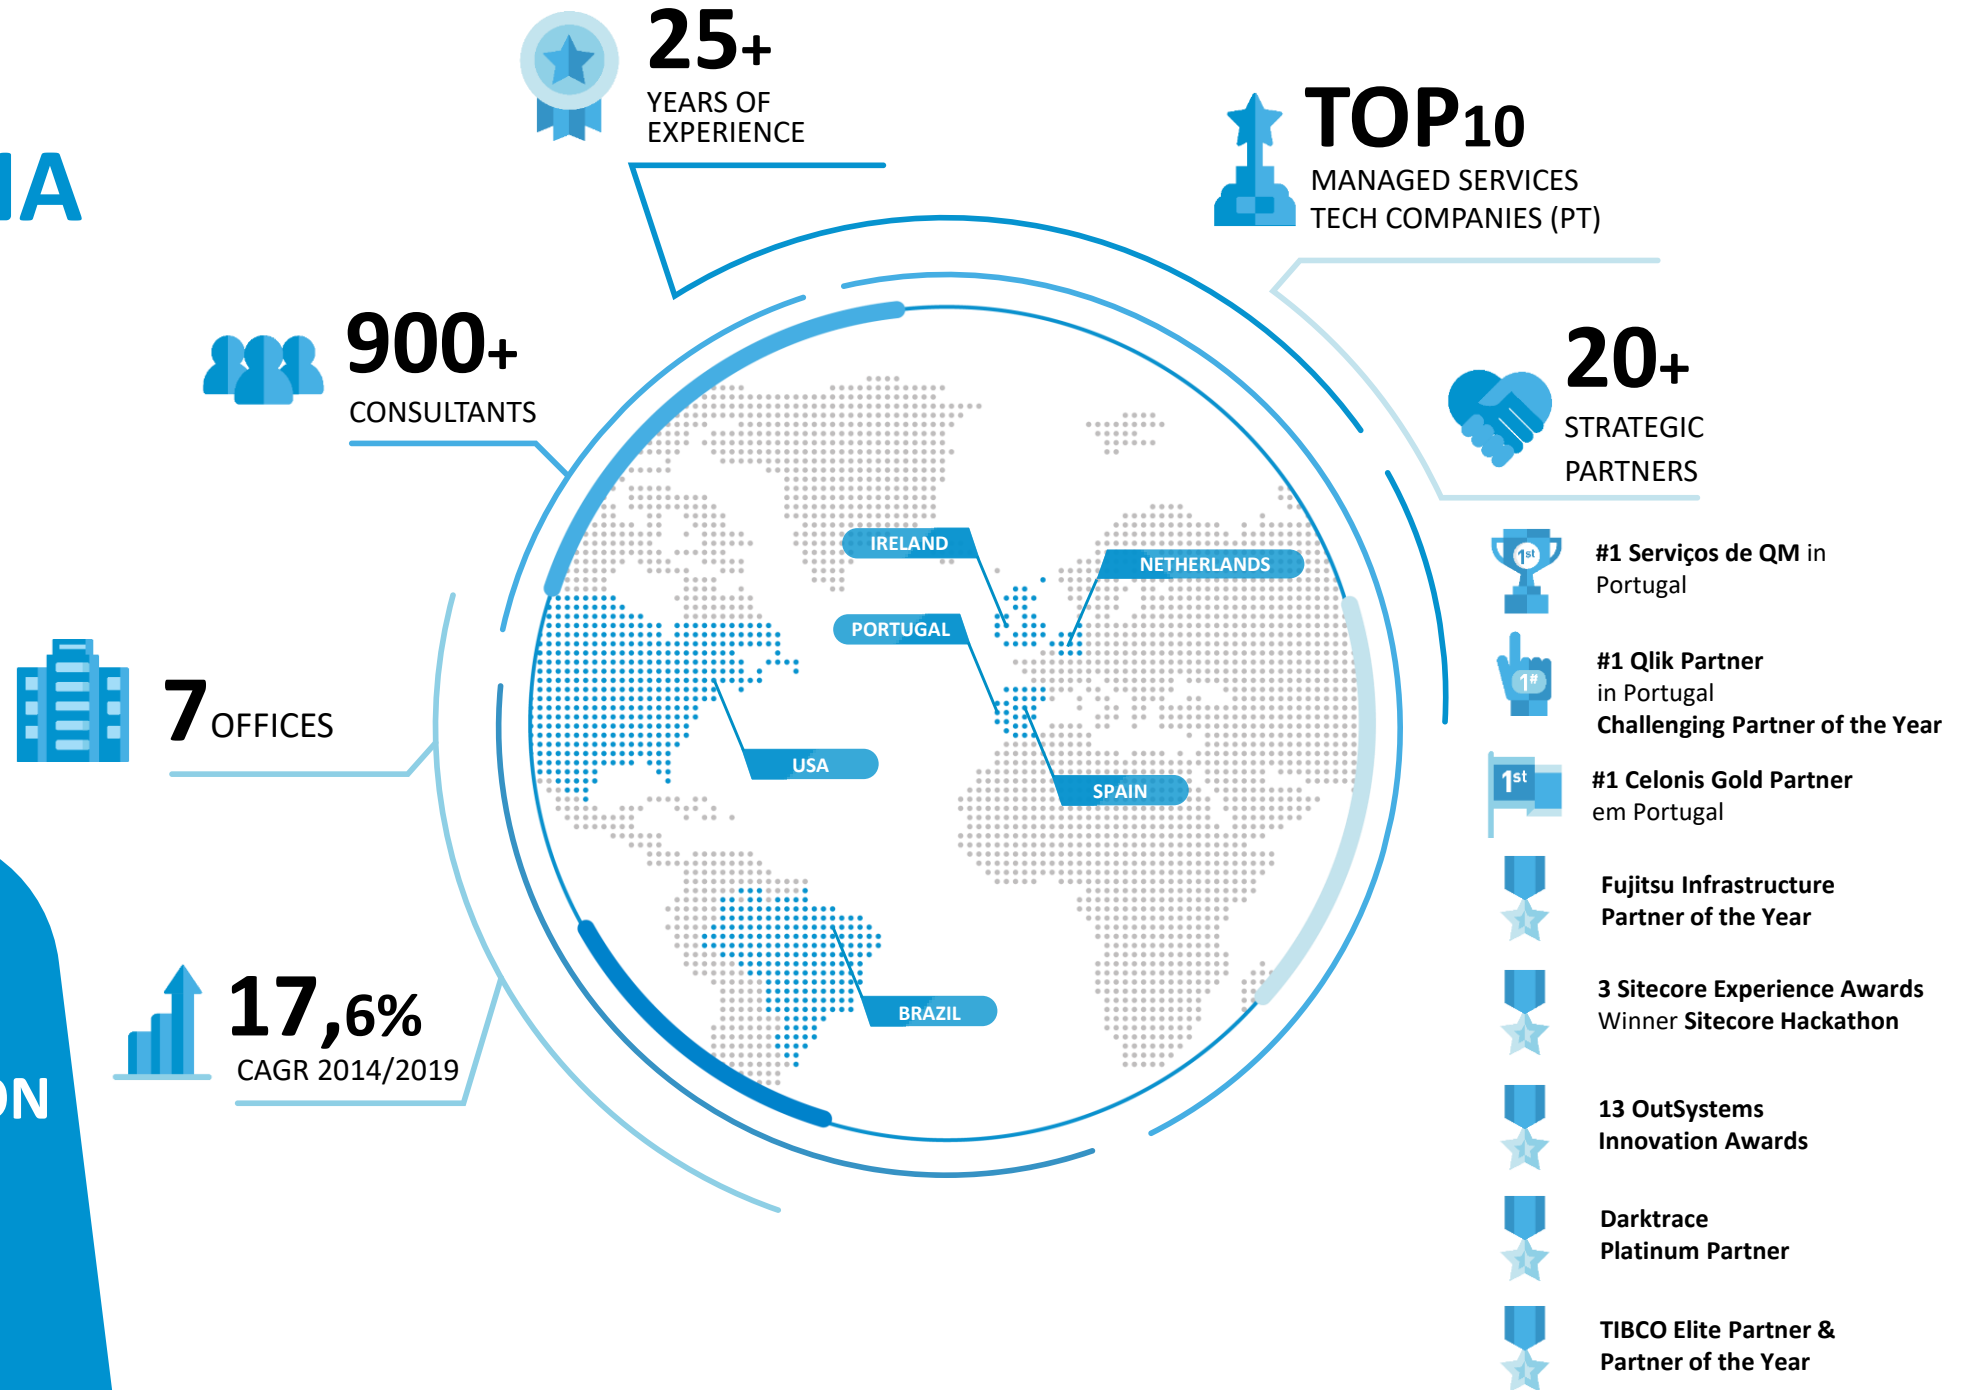 25+
YEARS OF
EXPERIENCE
TOP10
MANAGED SERVICES
TECH COMPANIES (PT)
IA
900+
CONSULTANTS
20+
STRATEGIC
PARTNERS
IRELAND
NETHERLANDS
PORTUGAL
USA
SPAIN
BRAZIL
7 OFFICES
17,6%
CAGR 2014/2019
ON
1st
#1 Serviços de QM in
Portugal
1#
#1 Qlik Partner
in Portugal
Challenging Partner of the Year
1st
#1 Celonis Gold Partner
em Portugal
Fujitsu Infrastructure
Partner of the Year
3 Sitecore Experience Awards
Winner Sitecore Hackathon
13 OutSystems
Innovation Awards
Darktrace
Platinum Partner
TIBCO Elite Partner &
Partner of the Year